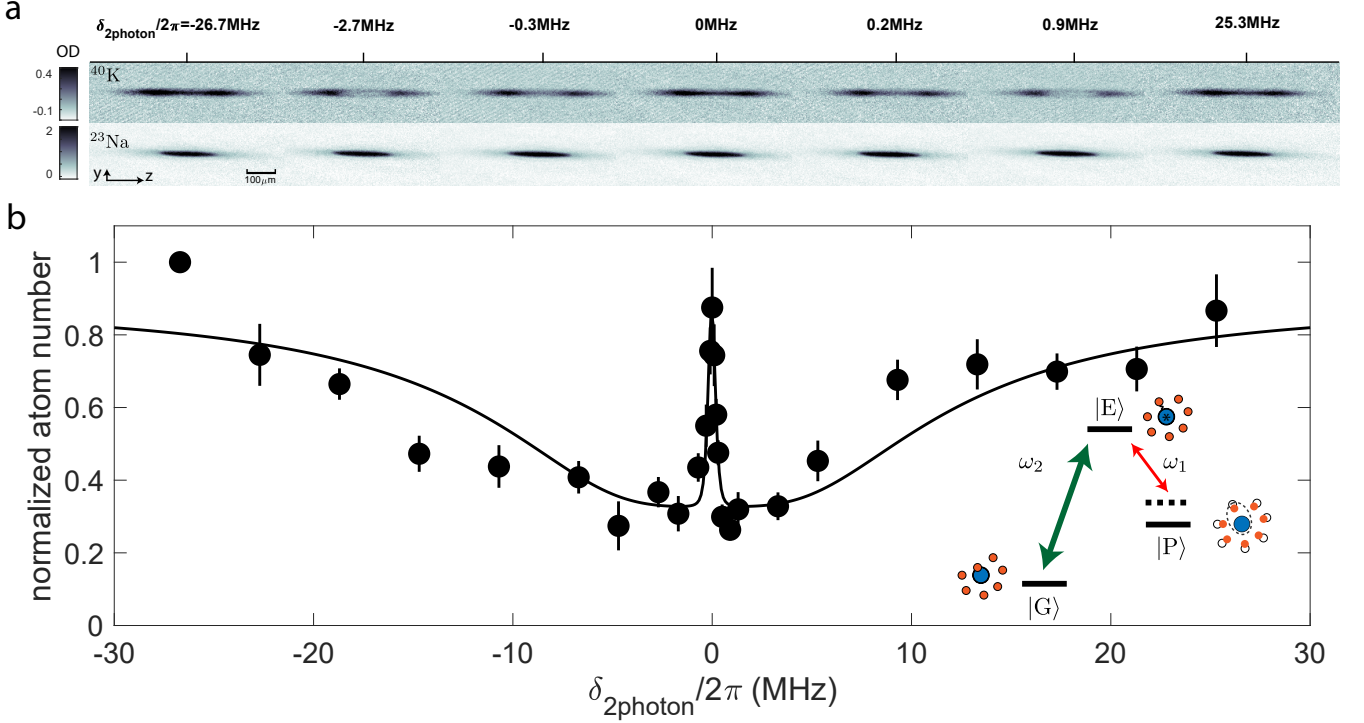 a
δ_2photon/2π=-26.7MHz -2.7MHz -0.3MHz 0MHz 0.2MHz 0.9MHz 25.3MHz
OD
0.4
-0.1
⁴⁰K
2
0
²³Na
y z
100μm
b
normalized atom number
1
0.8
0.6
0.4
0.2
0
-30 -20 -10 0 10 20 30
δ_2photon/2π (MHz)
|E⟩
*
ω₂ ω₁
|P⟩
|G⟩